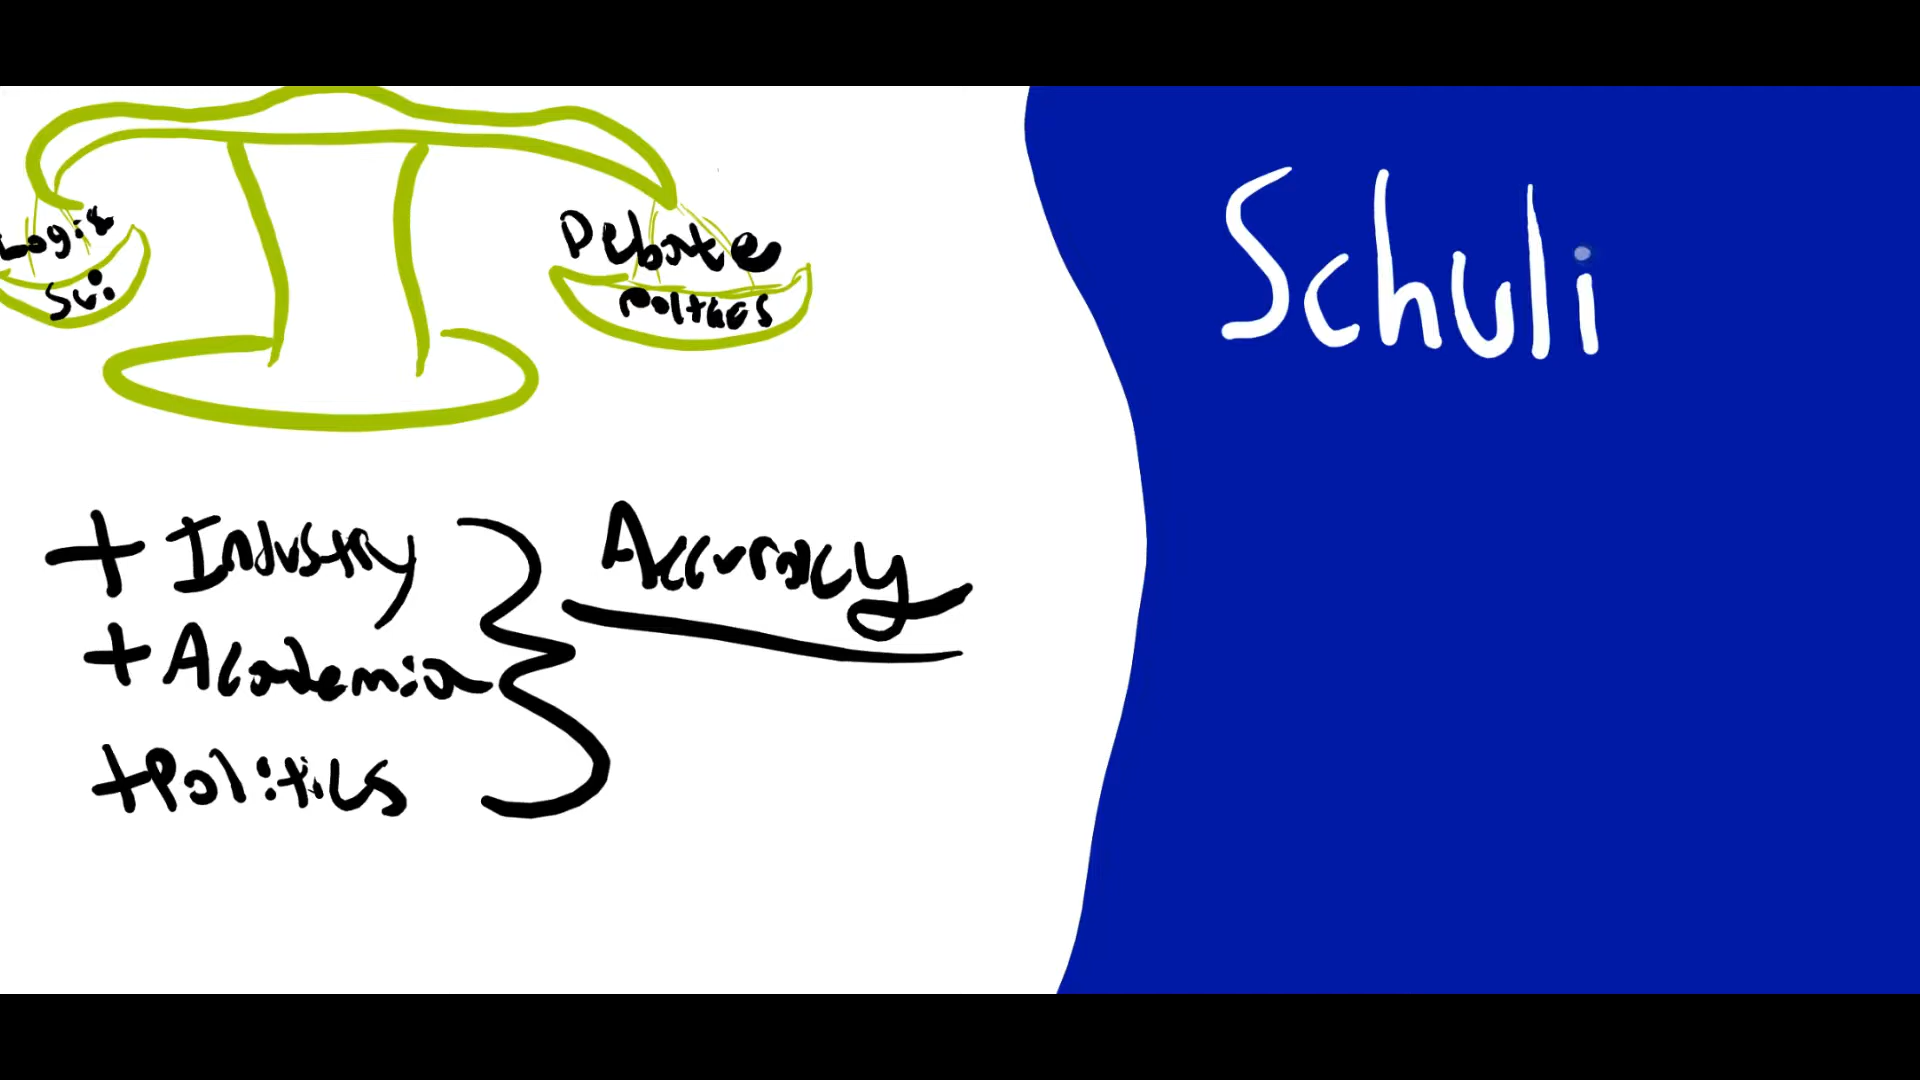 Logic
Sci
Debate
Politics
+ Industry
+ Academia
+ Politics
Accuracy
Schuli